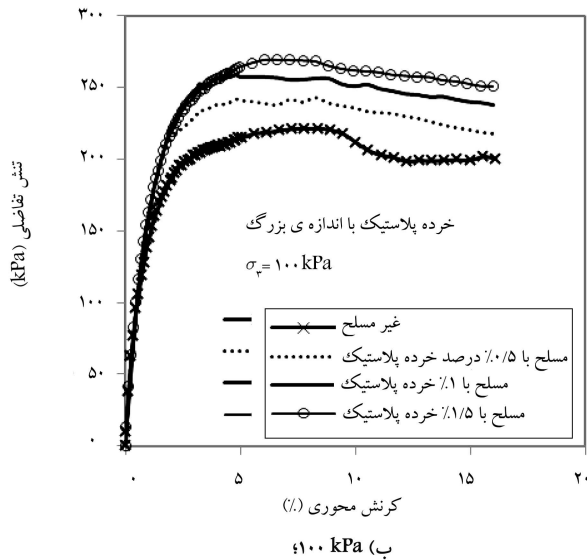 ۳۰۰
۲۵۰
۲۰۰
۱۵۰
۱۰۰
۵۰
۰
تنش تفاضلی (kPa)
خرده پلاستیک با اندازه ی بزرگ
σ۳= ۱۰۰ kPa
غیر مسلح
مسلح با ۰/۵٪ درصد خرده پلاستیک
مسلح با ۱٪ خرده پلاستیک
مسلح با ۱/۵٪ خرده پلاستیک
۰ ۵ ۱۰ ۱۵ ۲۰
کرنش محوری (٪)
ب) ۱۰۰ kPa؛